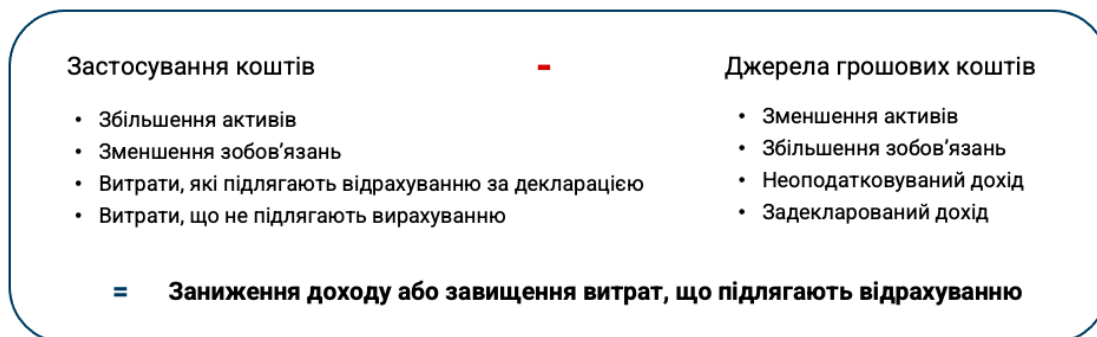 Застосування коштів
-
Джерела грошових коштів
• Збільшення активів
• Зменшення зобов’язань
• Витрати, які підлягають відрахуванню за декларацією
• Витрати, що не підлягають вирахуванню
• Зменшення активів
• Збільшення зобов’язань
• Неоподатковуваний дохід
• Задекларований дохід
= Заниження доходу або завищення витрат, що підлягають відрахуванню